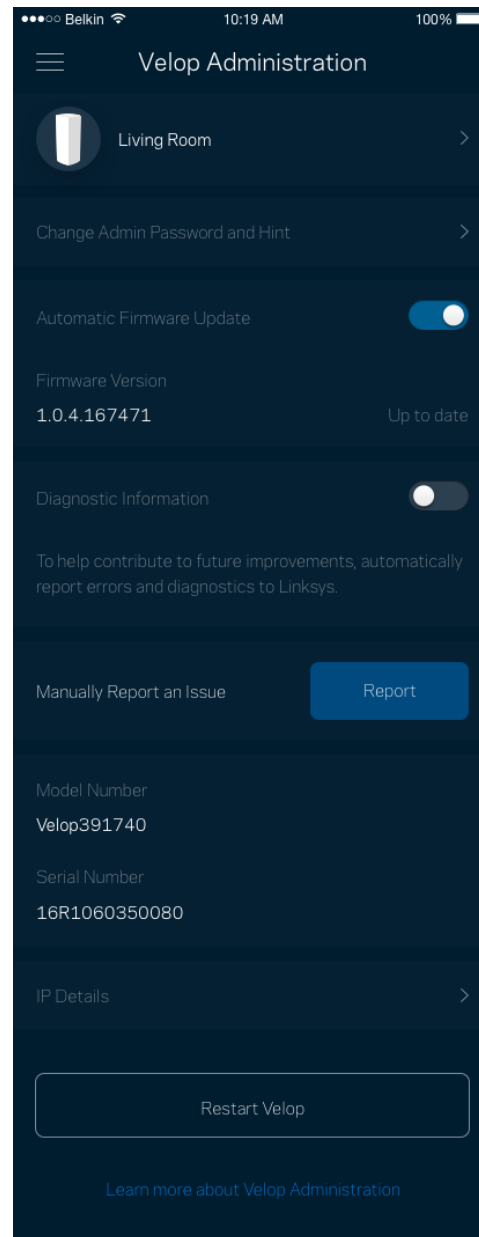 Belkin 10:19 AM 100%
Velop Administration
Living Room
Change Admin Password and Hint
Automatic Firmware Update
Firmware Version
1.0.4.167471 Up to date
Diagnostic Information
To help contribute to future improvements, automatically
report errors and diagnostics to Linksys.
Manually Report an Issue Report
Model Number
Velop391740
Serial Number
16R1060350080
IP Details
Restart Velop
Learn more about Velop Administration